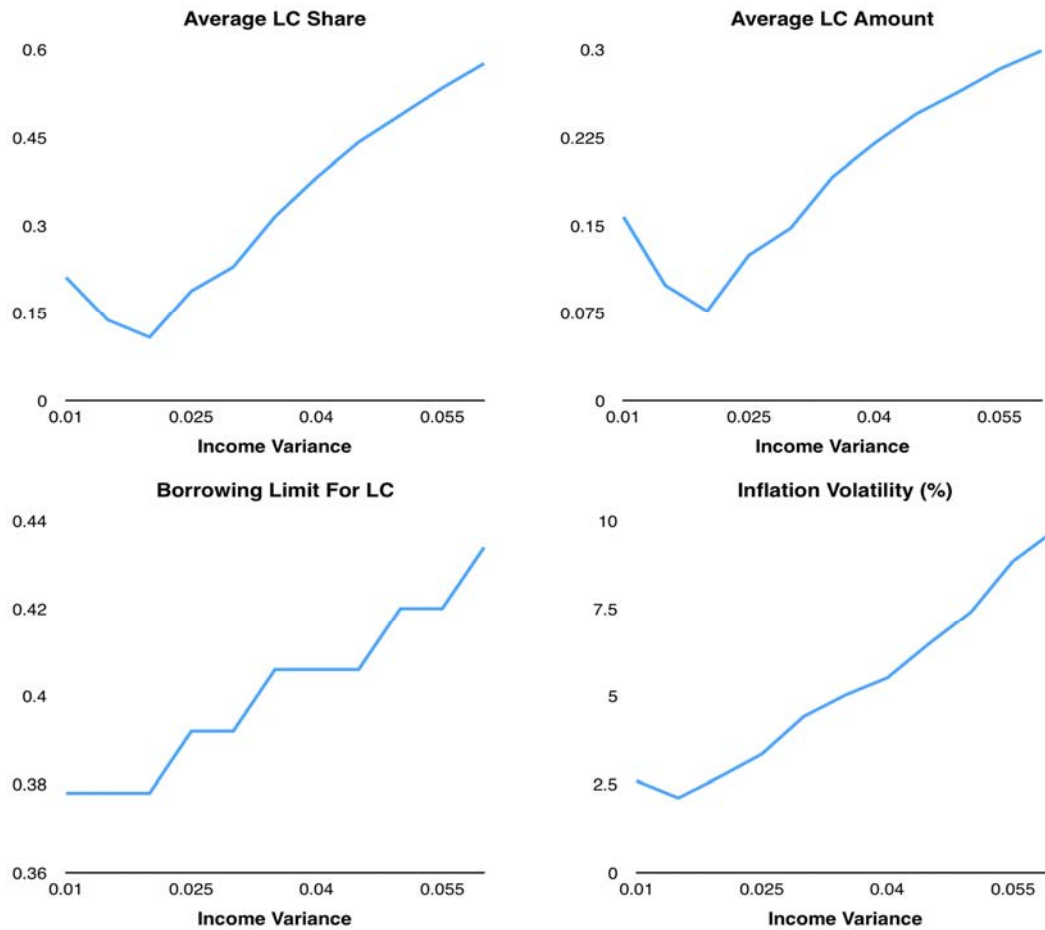 Average LC Share
0.6
0.45
0.3
0.15
0
0.01 0.025 0.04 0.055
Income Variance
Average LC Amount
0.3
0.225
0.15
0.075
0
0.01 0.025 0.04 0.055
Income Variance
Borrowing Limit For LC
0.44
0.42
0.4
0.38
0.36
0.01 0.025 0.04 0.055
Income Variance
Inflation Volatility (%)
10
7.5
5
2.5
0
0.01 0.025 0.04 0.055
Income Variance